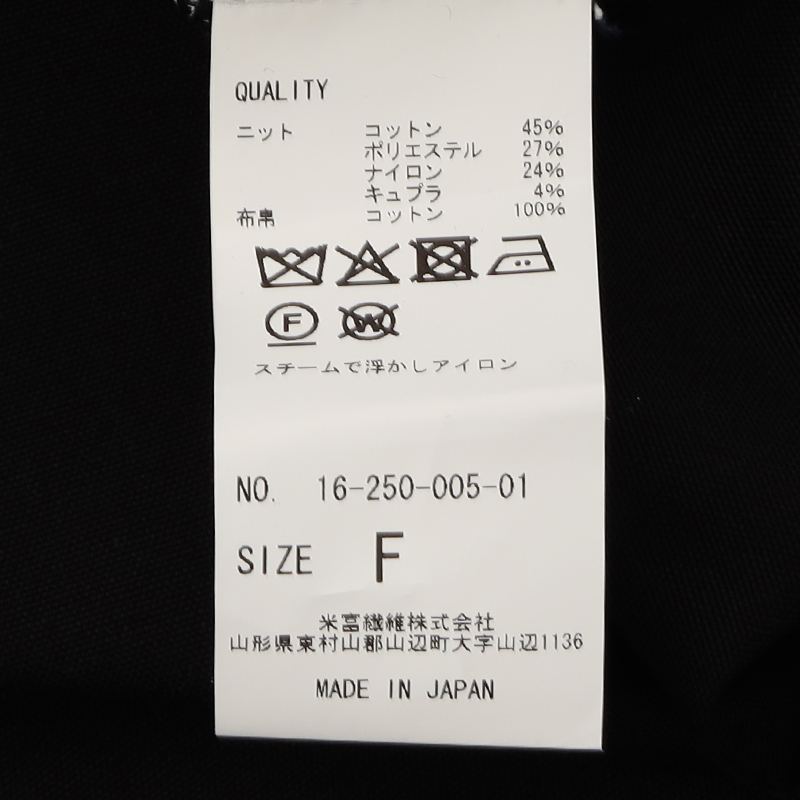 QUALITY
ニット コットン 45%
ポリエステル 27%
ナイロン 24%
キュプラ 4%
布帛 コットン 100%
F W
スチームで浮かしアイロン
NO. 16-250-005-01
SIZE F
米富繊維株式会社
山形県東村山郡山辺町大字山辺1136
MADE IN JAPAN